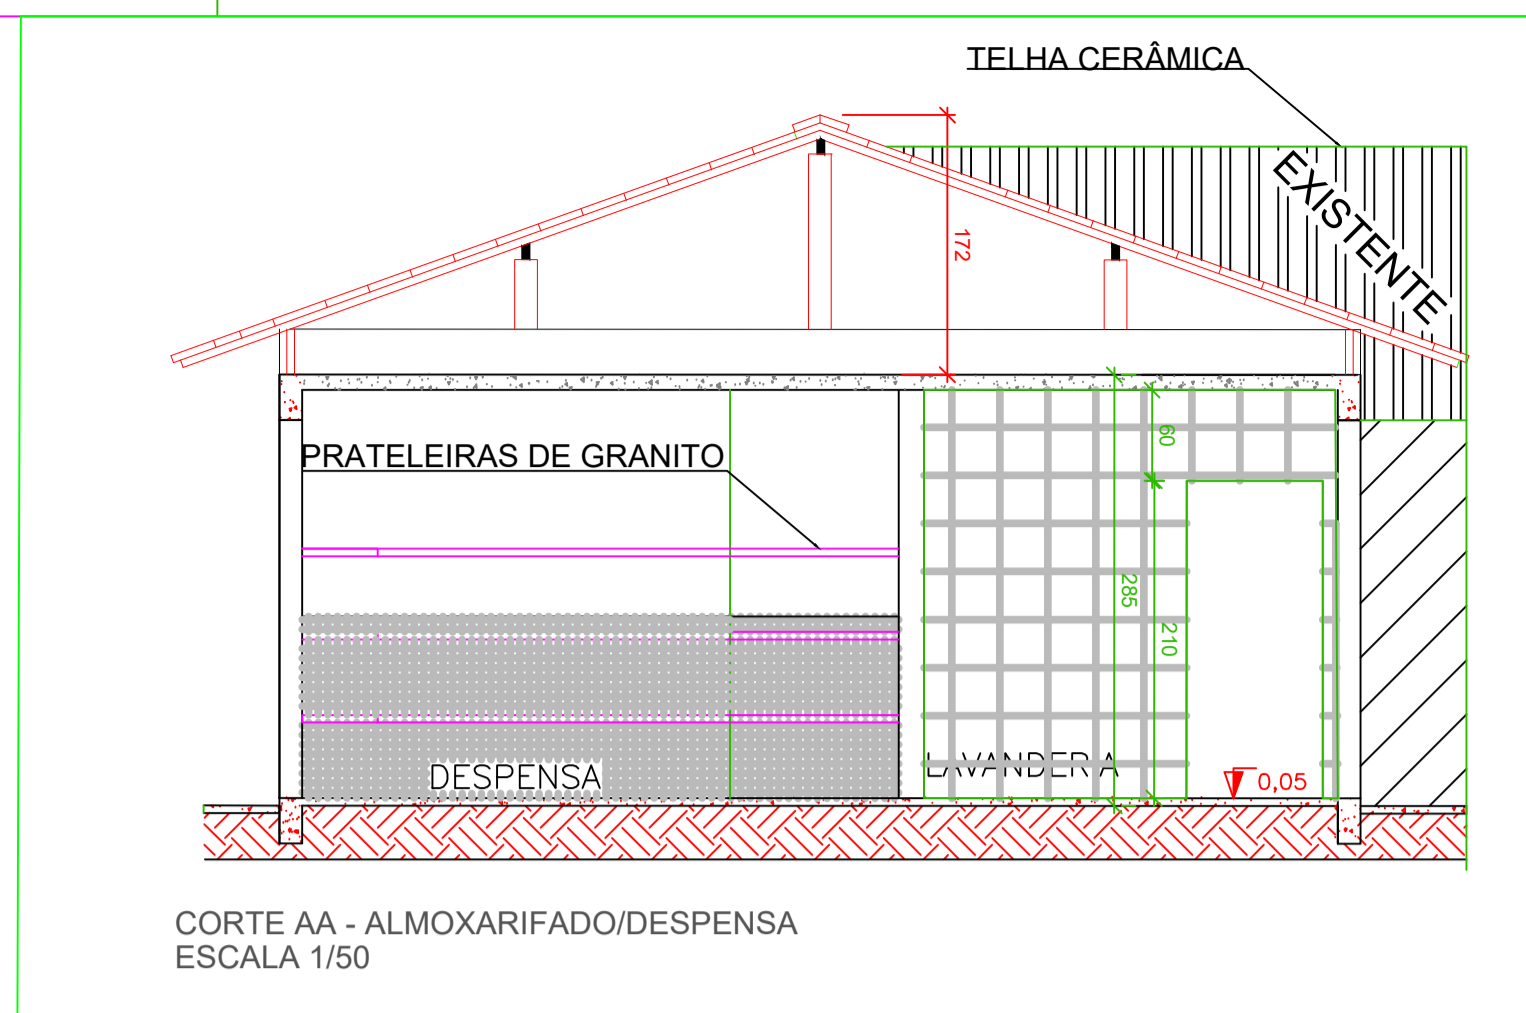 TELHA CERÂMICA
EXISTENTE
172
PRATELEIRAS DE GRANITO
60
285
210
DESPENSA
LAVANDERIA
0,05
CORTE AA - ALMOXARIFADO/DESPENSA
ESCALA 1/50